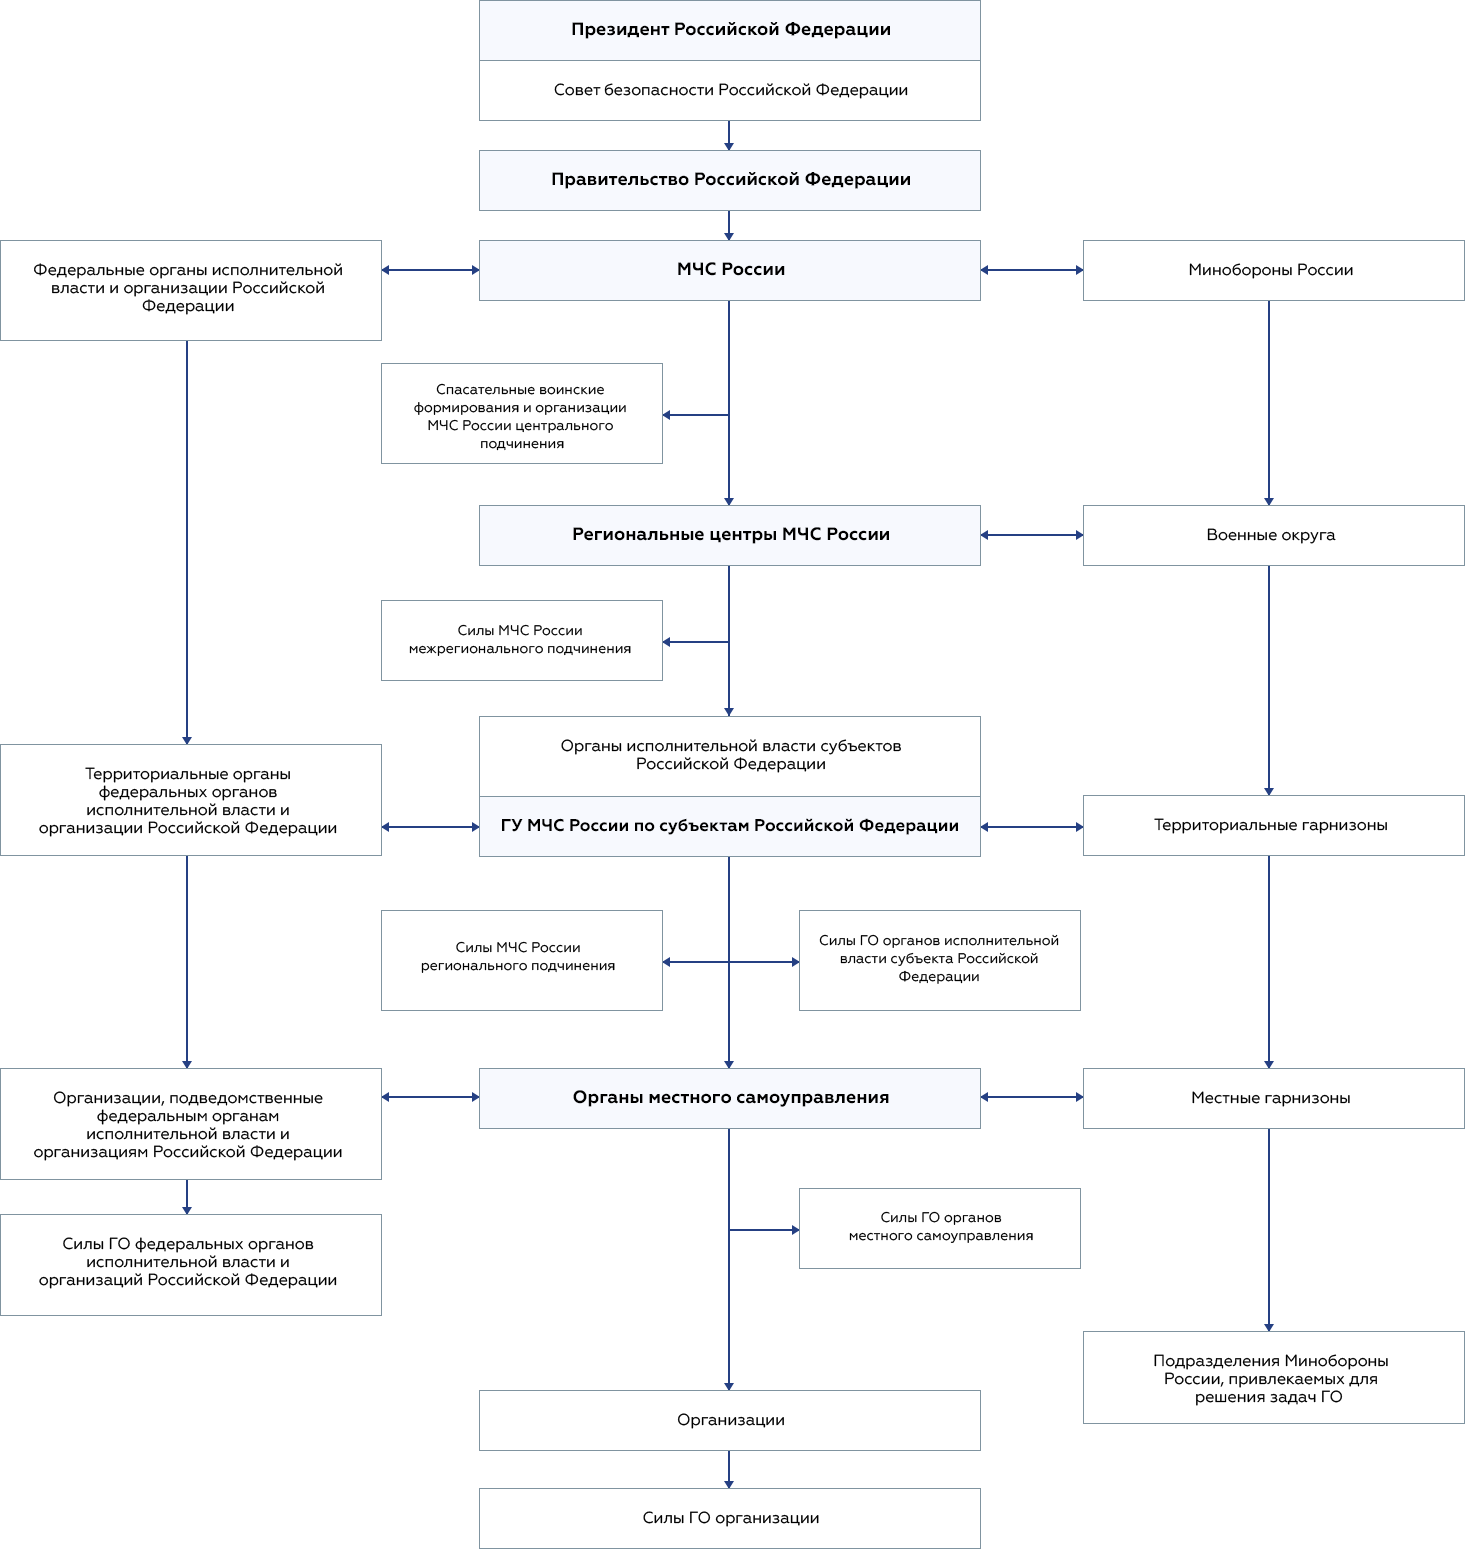 Президент Российской Федерации
Совет безопасности Российской Федерации
Правительство Российской Федерации
Федеральные органы исполнительной
власти и организации Российской
Федерации
МЧС России
Минобороны России
Спасательные воинские
формирования и организации
МЧС России центрального
подчинения
Региональные центры МЧС России
Военные округа
Силы МЧС России
межрегионального подчинения
Органы исполнительной власти субъектов
Российской Федерации
Территориальные органы
федеральных органов
исполнительной власти и
организации Российской Федерации
ГУ МЧС России по субъектам Российской Федерации
Территориальные гарнизоны
Силы МЧС России
регионального подчинения
Силы ГО органов исполнительной
власти субъекта Российской
Федерации
Организации, подведомственные
федеральным органам
исполнительной власти и
организациям Российской Федерации
Органы местного самоуправления
Местные гарнизоны
Силы ГО органов
местного самоуправления
Силы ГО федеральных органов
исполнительной власти и
организаций Российской Федерации
Подразделения Минобороны
России, привлекаемых для
решения задач ГО
Организации
Силы ГО организации